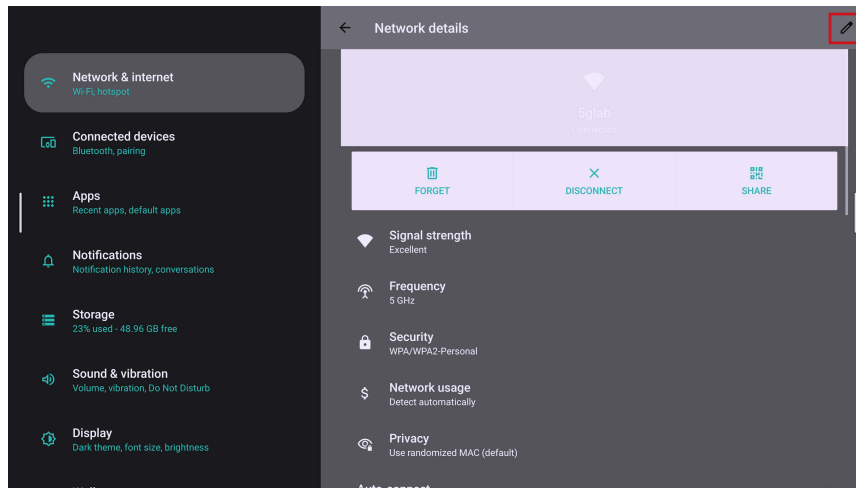 Network details
Network & internet
Wi-Fi, hotspot
Connected devices
Bluetooth, pairing
Apps
Recent apps, default apps
Notifications
Notification history, conversations
Storage
23% used - 48.96 GB free
Sound & vibration
Volume, vibration, Do Not Disturb
Display
Dark theme, font size, brightness
5glab
Connected
FORGET
DISCONNECT
SHARE
Signal strength
Excellent
Frequency
5 GHz
Security
WPA/WPA2-Personal
Network usage
Detect automatically
Privacy
Use randomized MAC (default)
Auto-connect